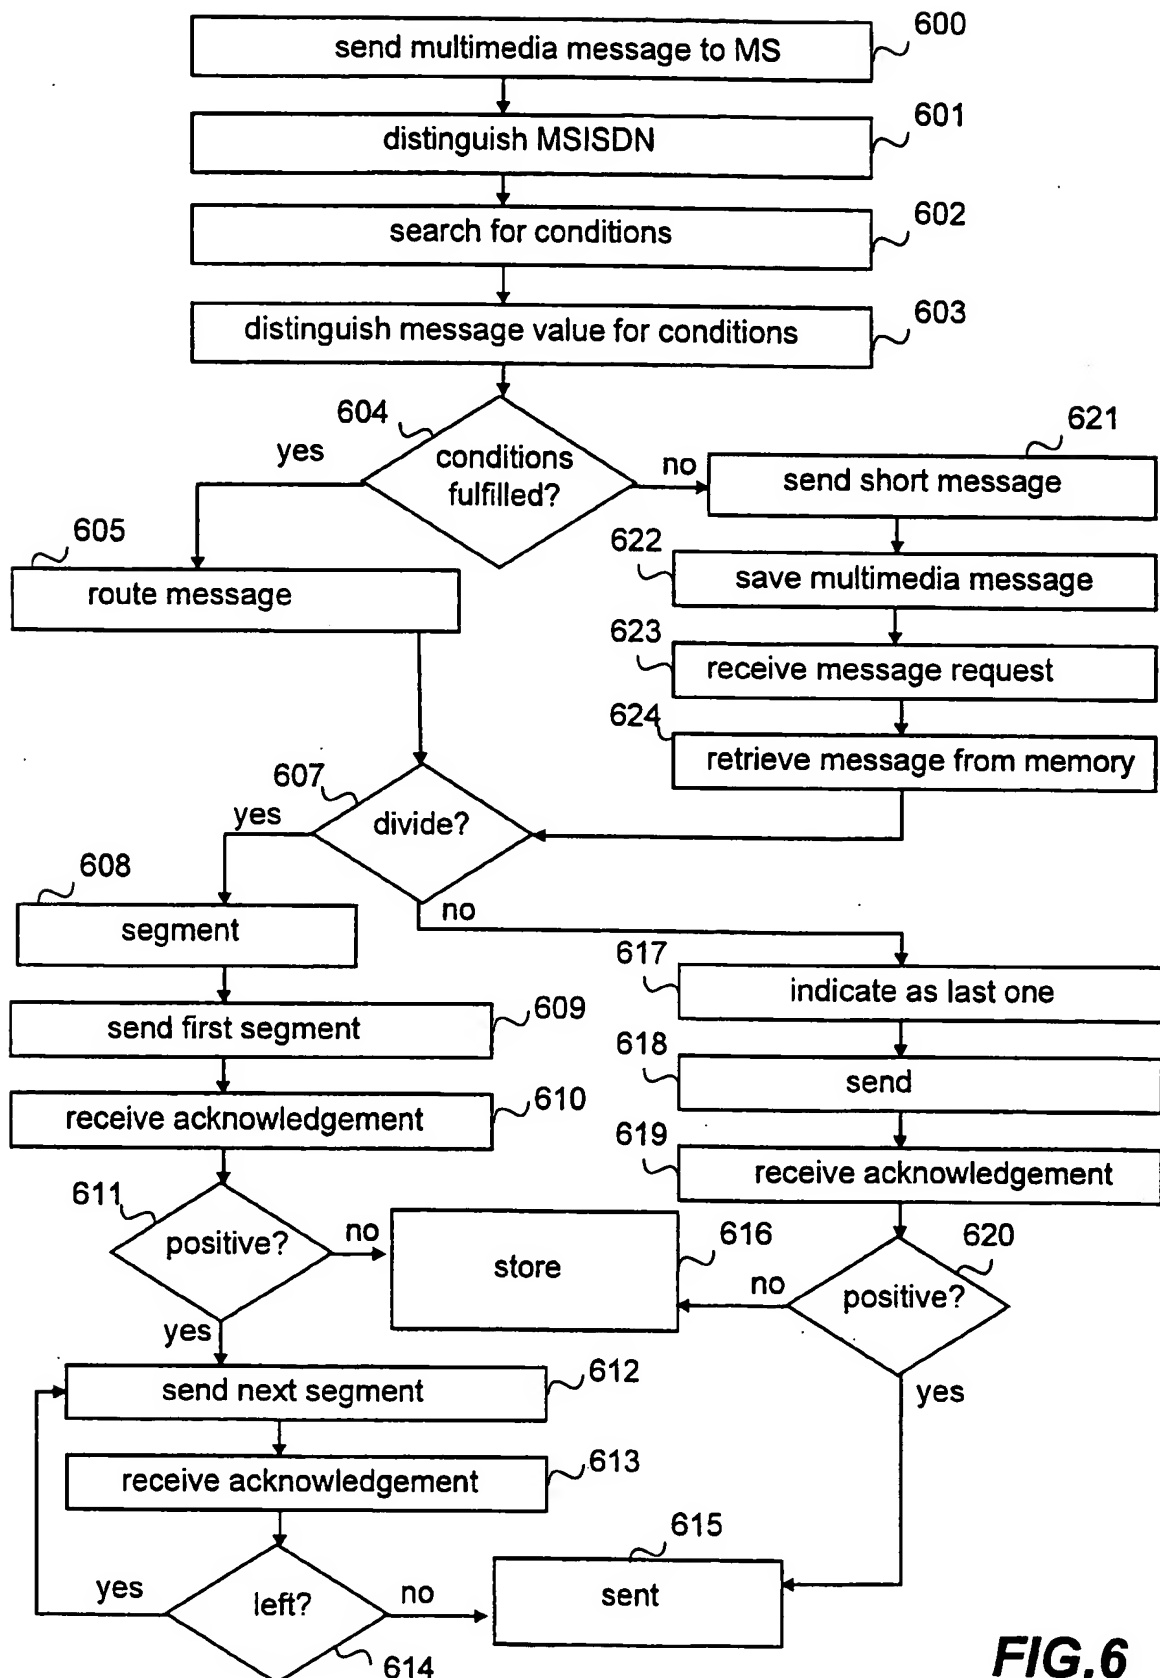 send multimedia message to MS
600
distinguish MSISDN
601
search for conditions
602
distinguish message value for conditions
603
604
conditions
fulfilled?
yes
no
621
send short message
605
route message
622
save multimedia message
623
receive message request
624
retrieve message from memory
607
divide?
yes
no
608
segment
617
indicate as last one
send first segment
609
618
send
receive acknowledgement
610
619
receive acknowledgement
611
positive?
no
yes
store
616
620
positive?
no
yes
send next segment
612
receive acknowledgement
613
615
sent
left?
yes
no
614
FIG.6